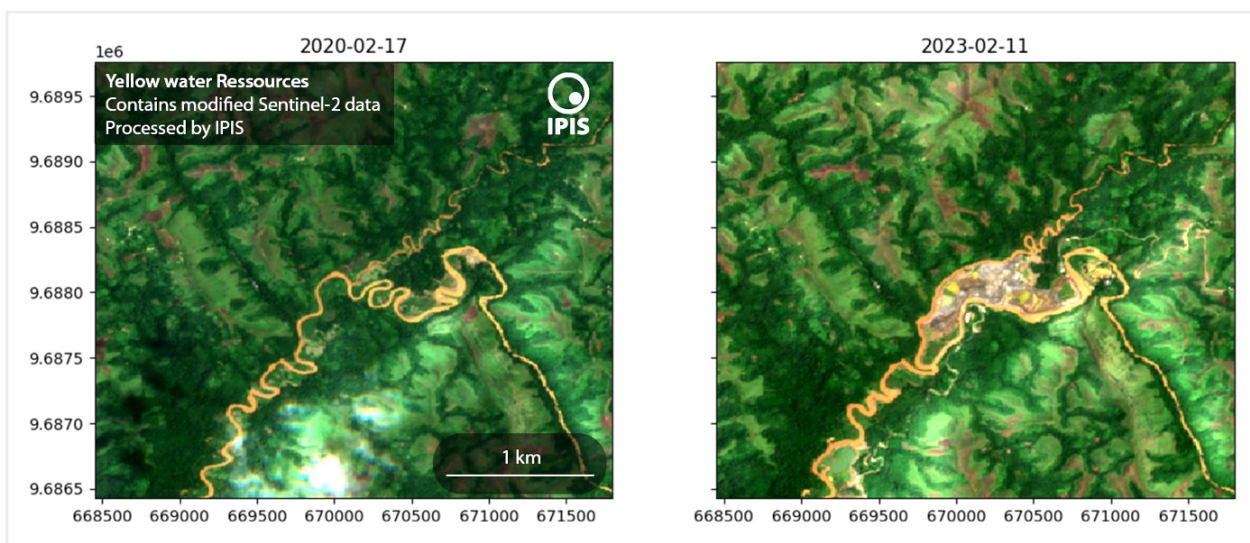 2020-02-17
2023-02-11
1e6
Yellow water Ressources
Contains modified Sentinel-2 data
Processed by IPIS
IPIS
9.6895
9.6890
9.6885
9.6880
9.6875
9.6870
9.6865
1 km
668500 669000 669500 670000 670500 671000 671500
668500 669000 669500 670000 670500 671000 671500